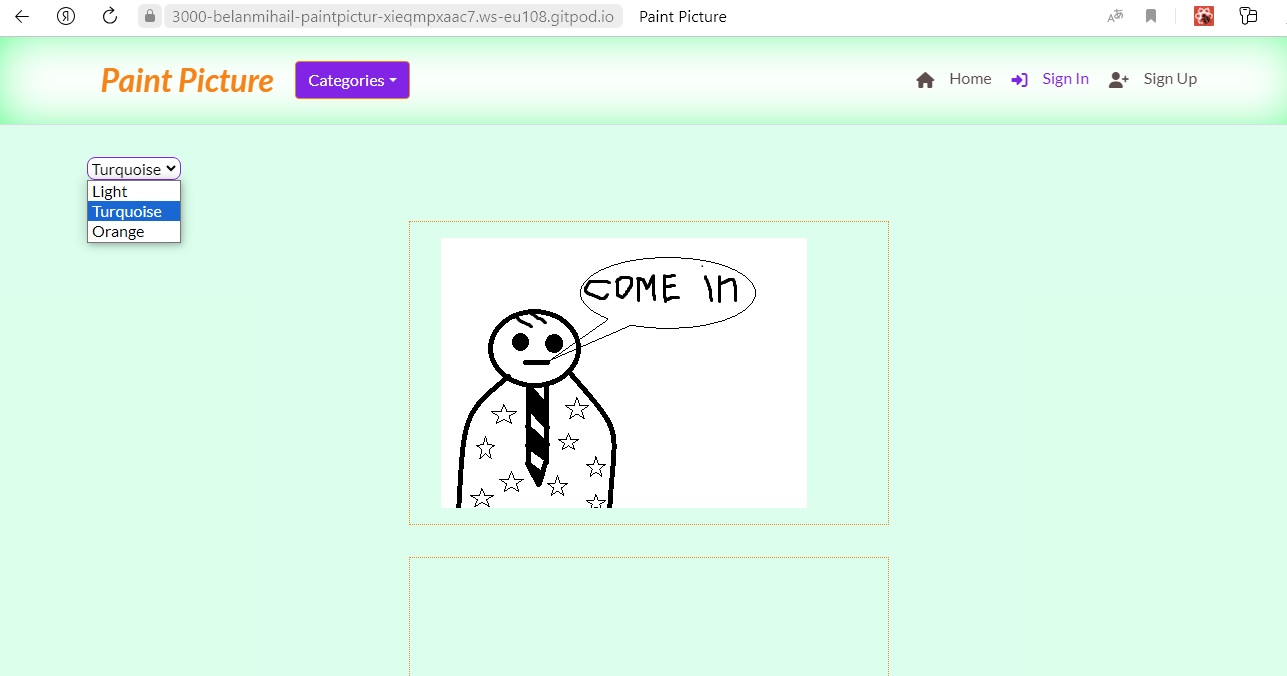 3000-belanmihail-paintpictur-xieqmpxaac7.ws-eu108.gitpod.io Paint Picture
Paint Picture Categories Home Sign In Sign Up
Turquoise
Light
Turquoise
Orange
COME in